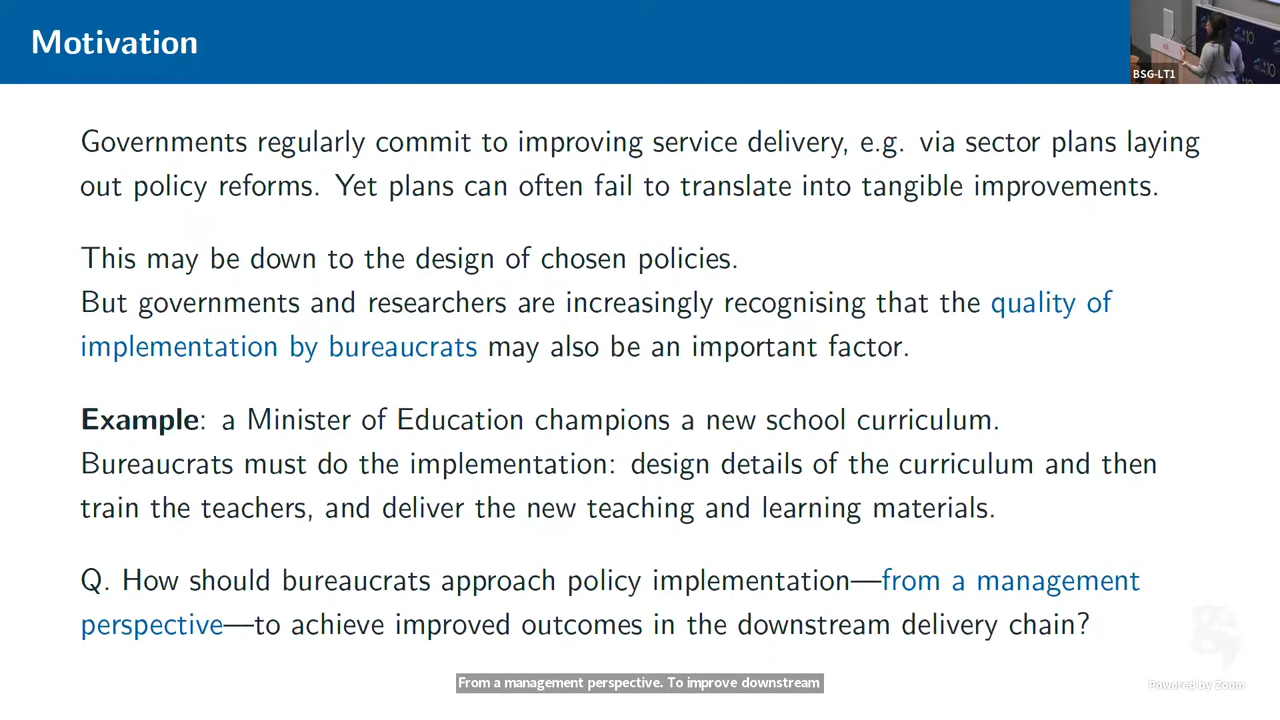 Motivation
BSG-LT1
Governments regularly commit to improving service delivery, e.g. via sector plans laying
out policy reforms. Yet plans can often fail to translate into tangible improvements.
This may be down to the design of chosen policies.
But governments and researchers are increasingly recognising that the quality of
implementation by bureaucrats may also be an important factor.
Example: a Minister of Education champions a new school curriculum.
Bureaucrats must do the implementation: design details of the curriculum and then
train the teachers, and deliver the new teaching and learning materials.
Q. How should bureaucrats approach policy implementation—from a management
perspective—to achieve improved outcomes in the downstream delivery chain?
From a management perspective. To improve downstream
Powered by Zoom